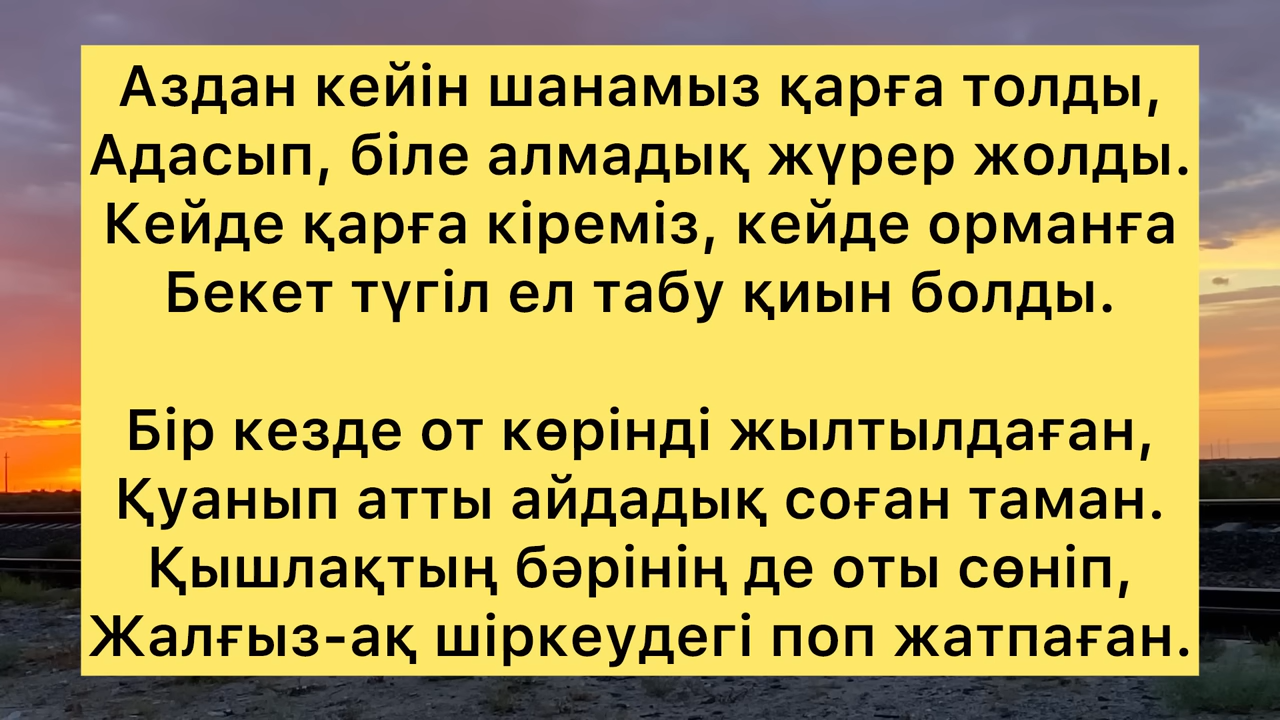 Аздан кейін шанамыз қарға толды,
Адасып, біле алмадық жүрер жолды.
Кейде қарға кіреміз, кейде орманға
Бекет түгіл ел табу қиын болды.
Бір кезде от көрінді жылтылдаған,
Қуанып атты айдадық соған таман.
Қышлақтың бәрінің де оты сөніп,
Жалғыз-ақ шіркеудегі поп жатпаған.